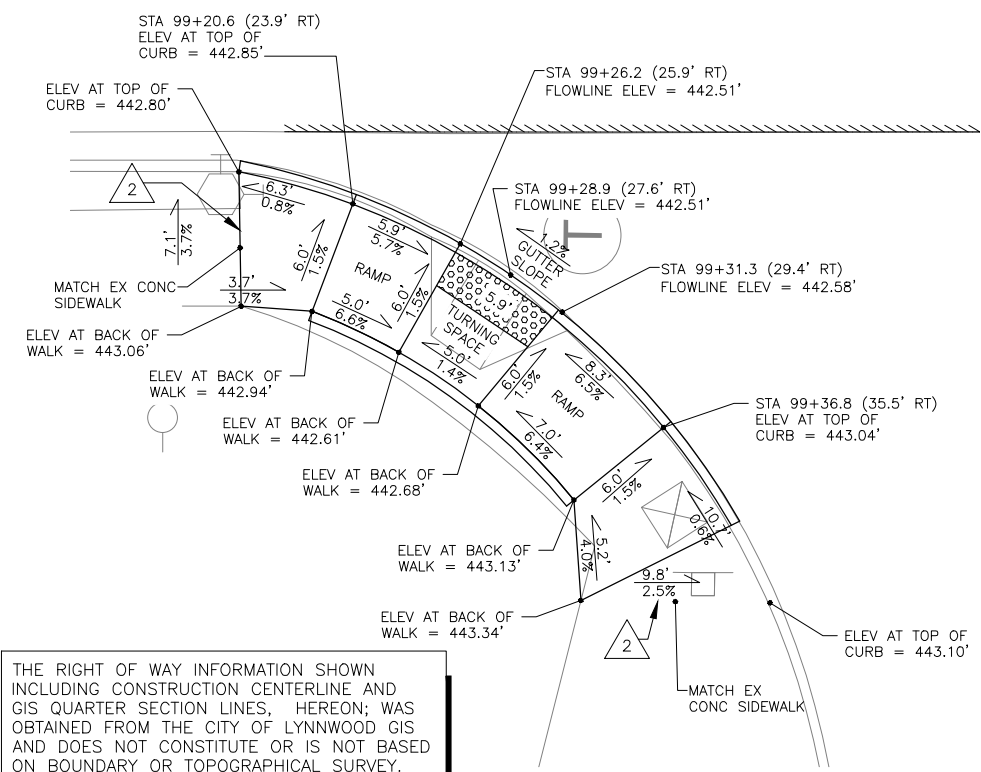 STA 99+20.6 (23.9' RT)
ELEV AT TOP OF
CURB = 442.85'
ELEV AT TOP OF
CURB = 442.80'
STA 99+26.2 (25.9' RT)
FLOWLINE ELEV = 442.51'
STA 99+28.9 (27.6' RT)
FLOWLINE ELEV = 442.51'
2
6.3'
0.8%
7.1'
3.7%
6.0'
1.5%
5.9'
5.7%
RAMP
1.2%
GUTTER
SLOPE
STA 99+31.3 (29.4' RT)
FLOWLINE ELEV = 442.58'
MATCH EX CONC
SIDEWALK
3.7'
3.7%
5.0'
6.6%
6.0'
1.5%
5.9'
TURNING
SPACE
5.0'
1.4%
ELEV AT BACK OF
WALK = 443.06'
ELEV AT BACK OF
WALK = 442.94'
6.0'
1.5%
8.3'
6.5%
RAMP
7.0'
6.4%
STA 99+36.8 (35.5' RT)
ELEV AT TOP OF
CURB = 443.04'
ELEV AT BACK OF
WALK = 442.61'
ELEV AT BACK OF
WALK = 442.68'
6.0'
1.5%
10.7'
0.6%
ELEV AT BACK OF
WALK = 443.13'
5.2'
4.0%
9.8'
2.5%
ELEV AT BACK OF
WALK = 443.34'
2
ELEV AT TOP OF
CURB = 443.10'
MATCH EX
CONC SIDEWALK
THE RIGHT OF WAY INFORMATION SHOWN
INCLUDING CONSTRUCTION CENTERLINE AND
GIS QUARTER SECTION LINES, HEREON; WAS
OBTAINED FROM THE CITY OF LYNNWOOD GIS
AND DOES NOT CONSTITUTE OR IS NOT BASED
ON BOUNDARY OR TOPOGRAPHICAL SURVEY.